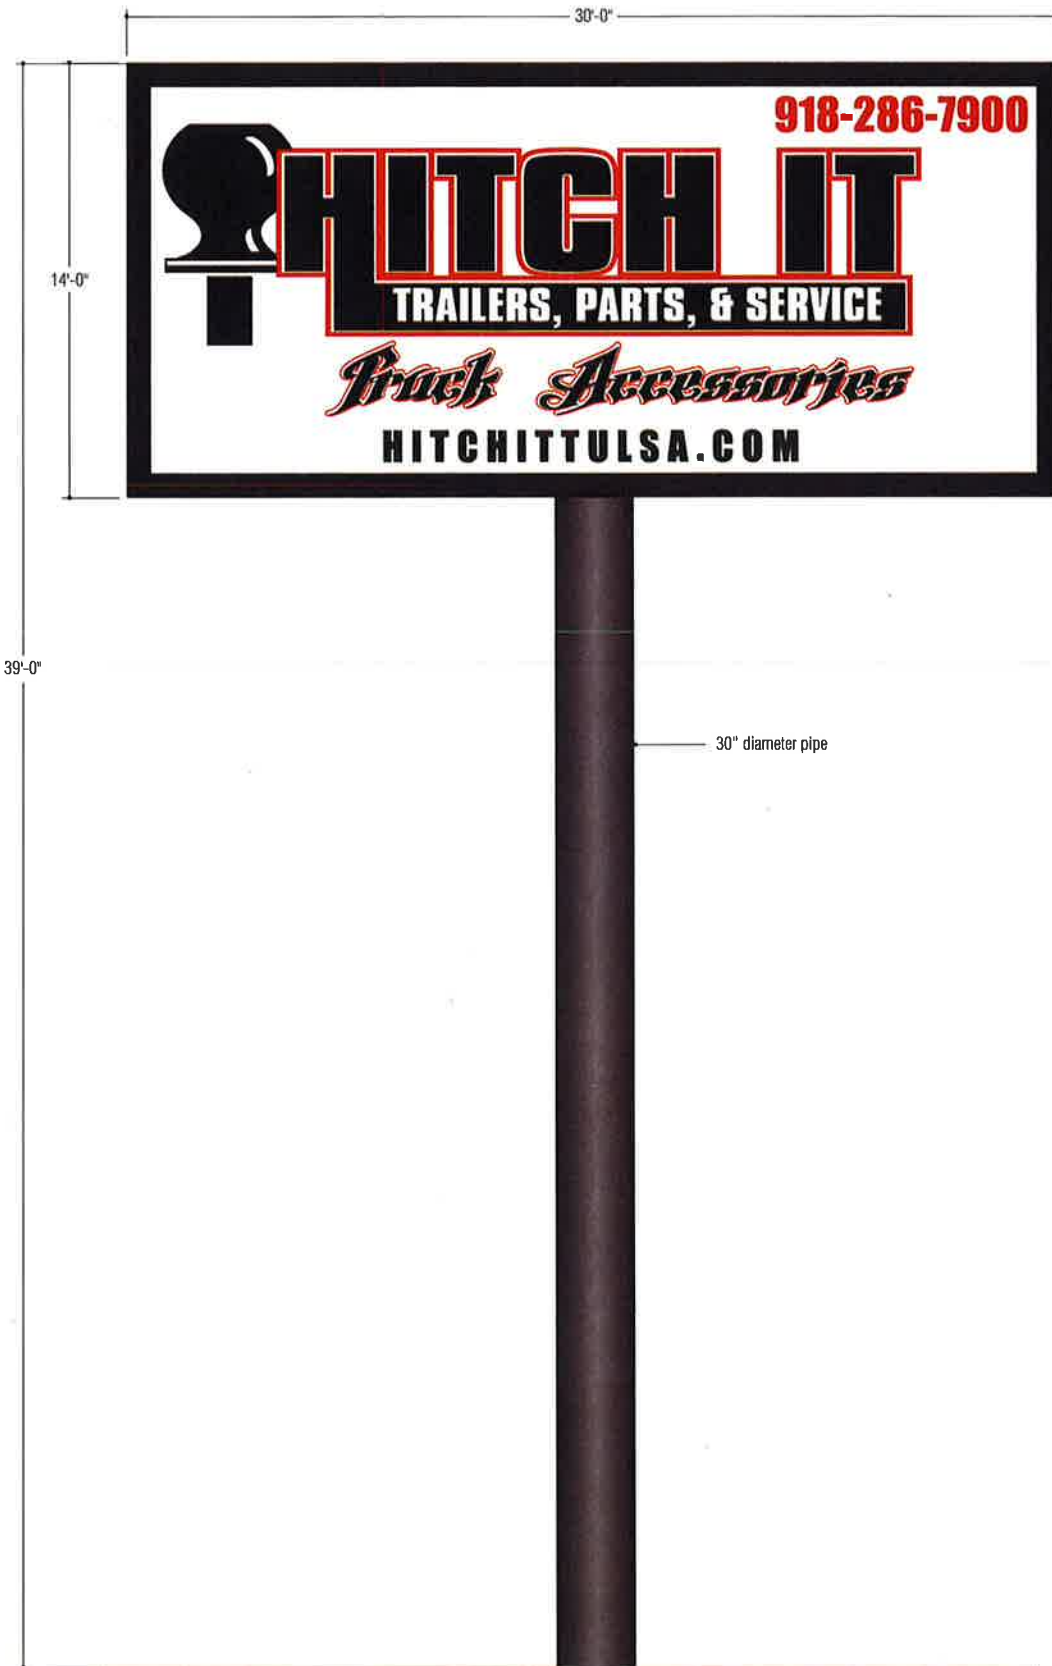 30'-0"
918-286-7900
HITCH IT
14'-0"
TRAILERS, PARTS, & SERVICE
Truck Accessories
HITCHITTULSA.COM
39'-0"
30" diameter pipe